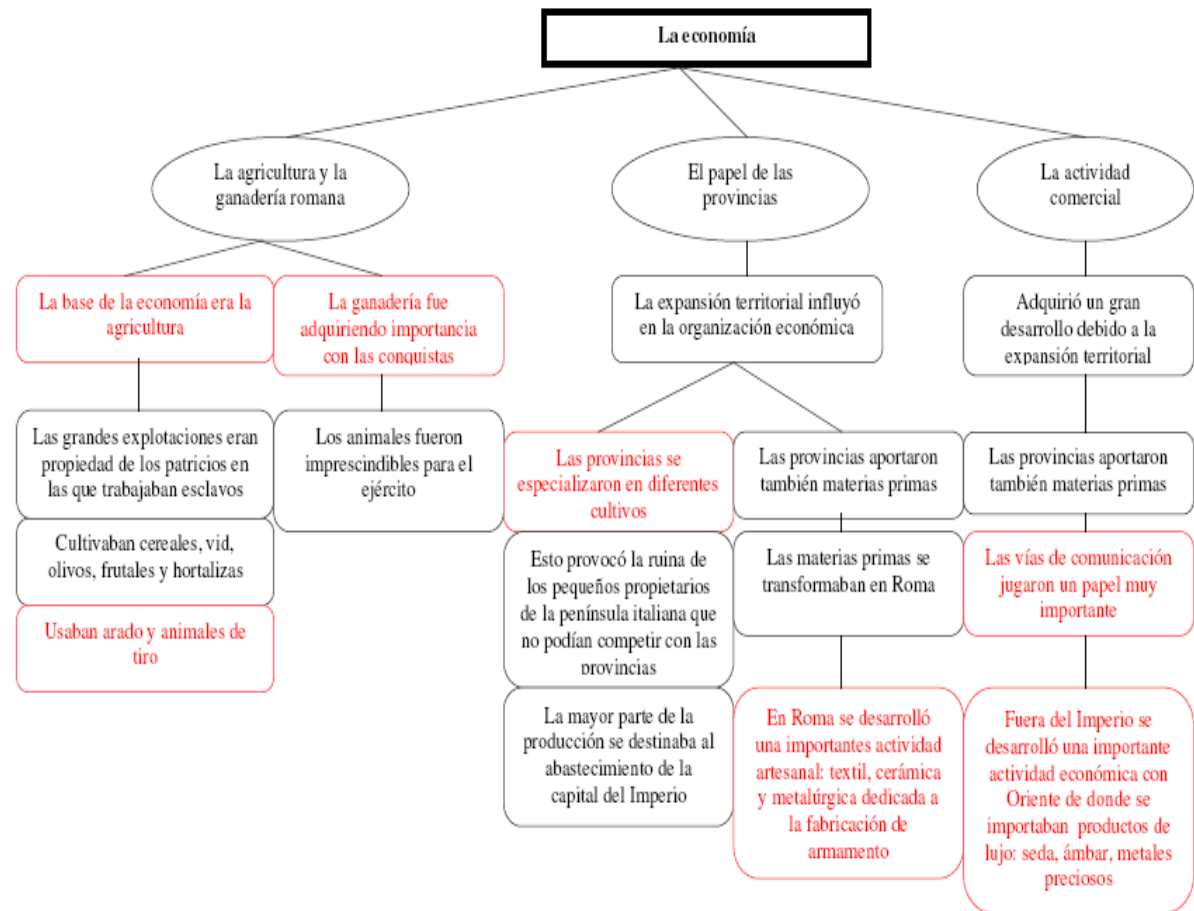 La economía
La agricultura y la
ganadería romana
El papel de las
provincias
La actividad
comercial
La base de la economía era la
agricultura
La ganadería fue
adquiriendo importancia
con las conquistas
La expansión territorial influyó
en la organización económica
Adquirió un gran
desarrollo debido a la
expansión territorial
Las grandes explotaciones eran
propiedad de los patricios en
las que trabajaban esclavos
Los animales fueron
imprescindibles para el
ejército
Las provincias se
especializaron en diferentes
cultivos
Las provincias aportaron
también materias primas
Las provincias aportaron
también materias primas
Cultivaban cereales, vid,
olivos, frutales y hortalizas
Esto provocó la ruina de
los pequeños propietarios
de la península italiana que
no podían competir con las
provincias
Las materias primas se
transformaban en Roma
Las vías de comunicación
jugaron un papel muy
importante
Usaban arado y animales de
tiro
La mayor parte de la
producción se destinaba al
abastecimiento de la
capital del Imperio
En Roma se desarrolló
una importantes actividad
artesanal: textil, cerámica
y metalúrgica dedicada a
la fabricación de
armamento
Fuera del Imperio se
desarrolló una importante
actividad económica con
Oriente de donde se
importaban productos de
lujo: seda, ámbar, metales
preciosos